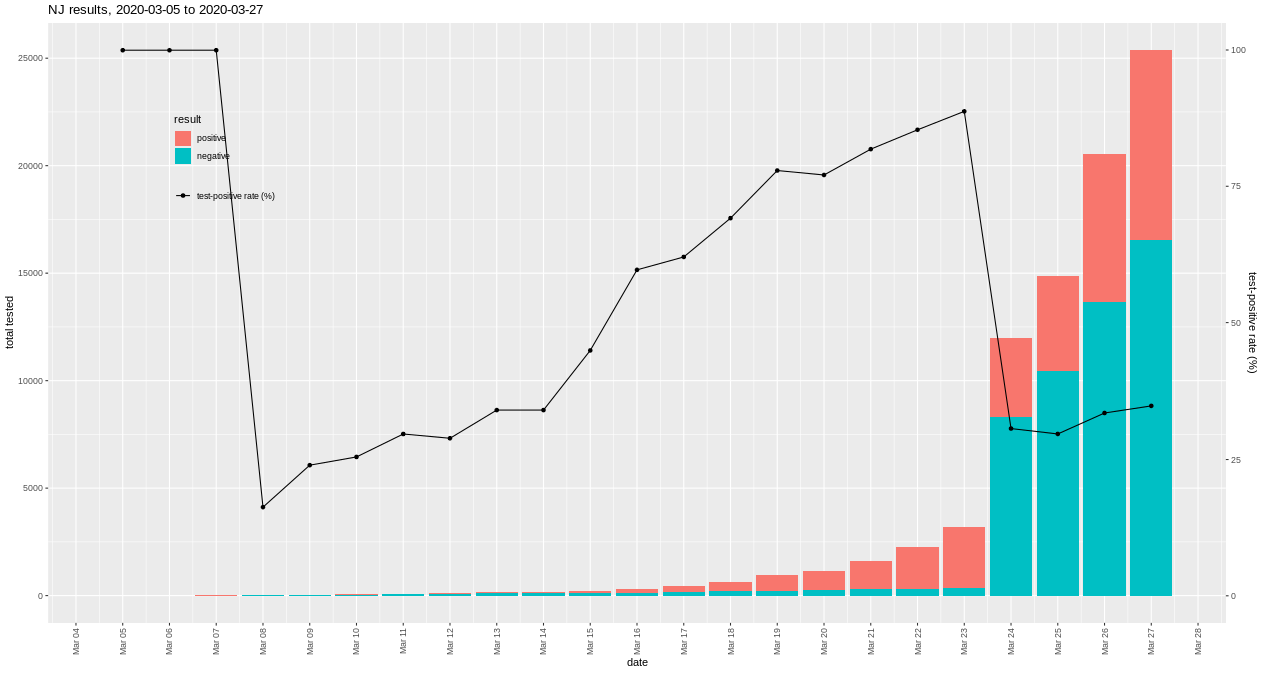 NJ results, 2020-03-05 to 2020-03-27
25000
20000
15000
10000
5000
0
total tested
result
positive
negative
test-positive rate (%)
100
75
50
25
0
test-positive rate (%)
Mar 04
Mar 05
Mar 06
Mar 07
Mar 08
Mar 09
Mar 10
Mar 11
Mar 12
Mar 13
Mar 14
Mar 15
Mar 16
Mar 17
Mar 18
Mar 19
Mar 20
Mar 21
Mar 22
Mar 23
Mar 24
Mar 25
Mar 26
Mar 27
Mar 28
date